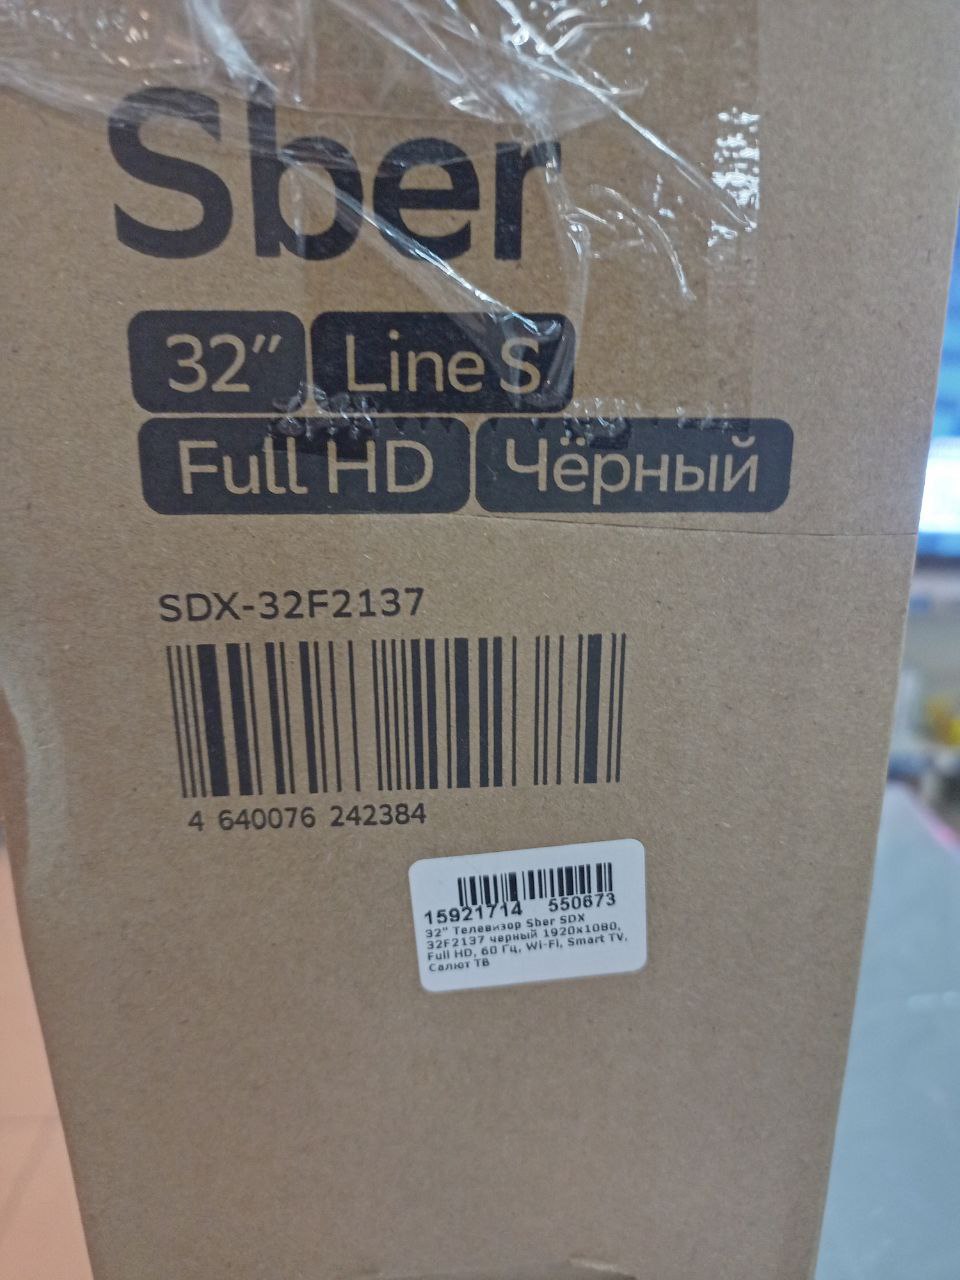 Sber
32″ Line S
Full HD Чёрный
SDX-32F2137
4 640076 242384
15921714 550673
32" Телевизор Sber SDX
32F2137 черный 1920x1080,
Full HD, 60 Гц, Wi-Fi, Smart TV,
Салют ТВ